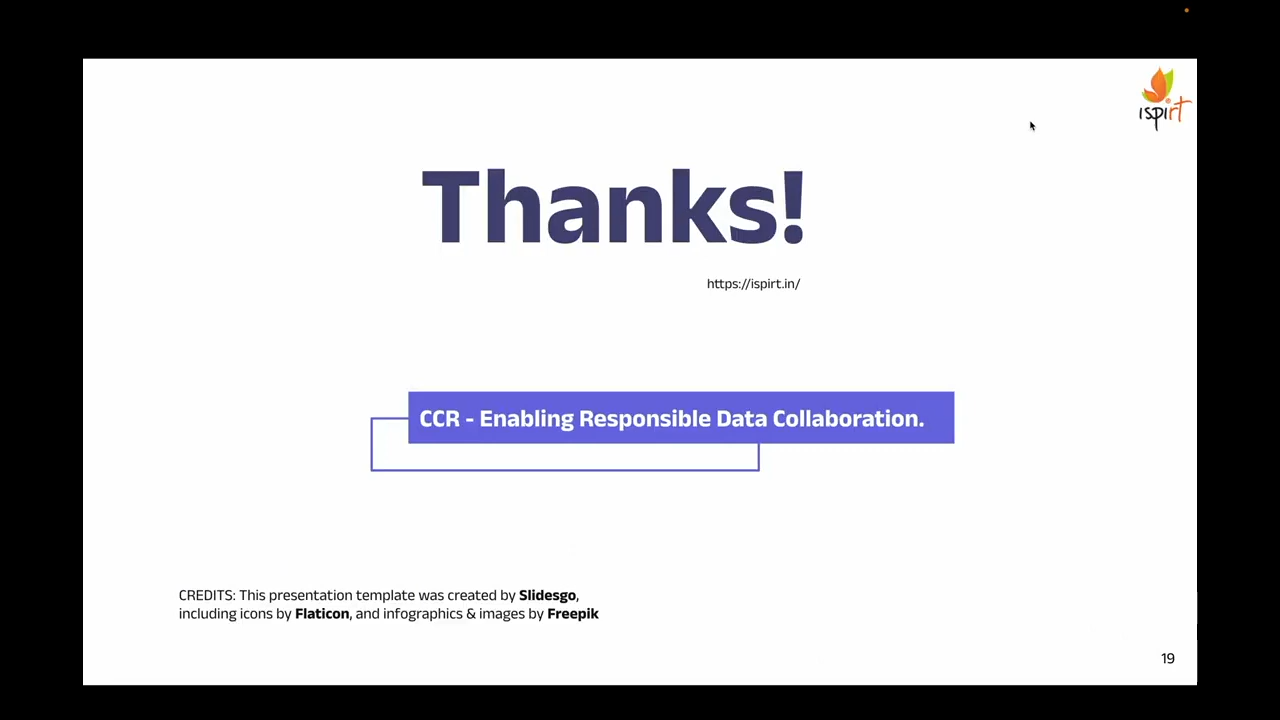 ispirt
Thanks!
https://ispirt.in/
CCR - Enabling Responsible Data Collaboration.
CREDITS: This presentation template was created by Slidesgo,
including icons by Flaticon, and infographics & images by Freepik
19